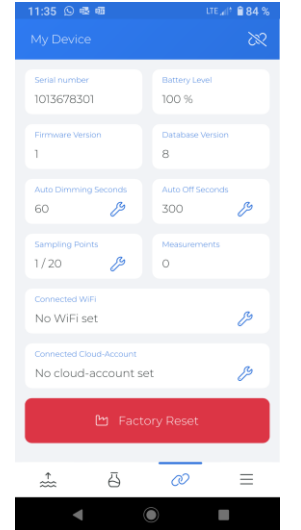 11:35 LTE 84 %
My Device
Serial number Battery Level
1013678301 100 %
Firmware Version Database Version
1 8
Auto Dimming Seconds Auto Off Seconds
60 300
Sampling Points Measurements
1 / 20 0
Connected WiFi
No WiFi set
Connected Cloud-Account
No cloud-account set
Factory Reset